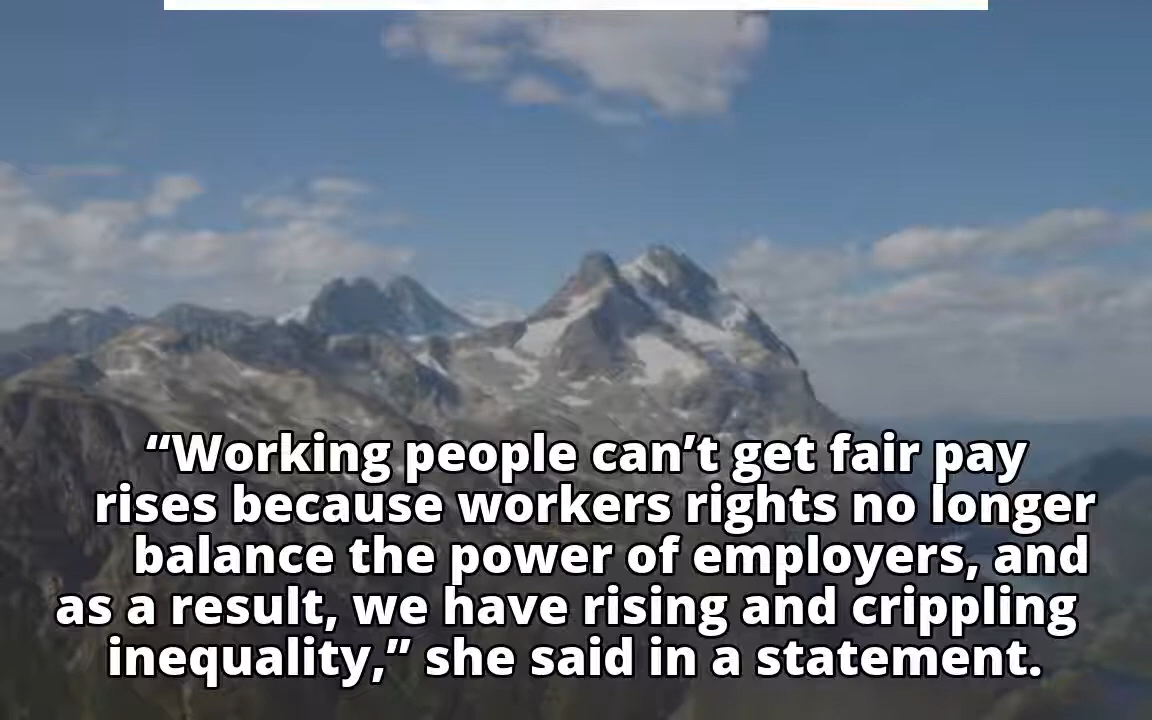 “Working people can’t get fair pay
rises because workers rights no longer
balance the power of employers, and
as a result, we have rising and crippling
inequality,” she said in a statement.